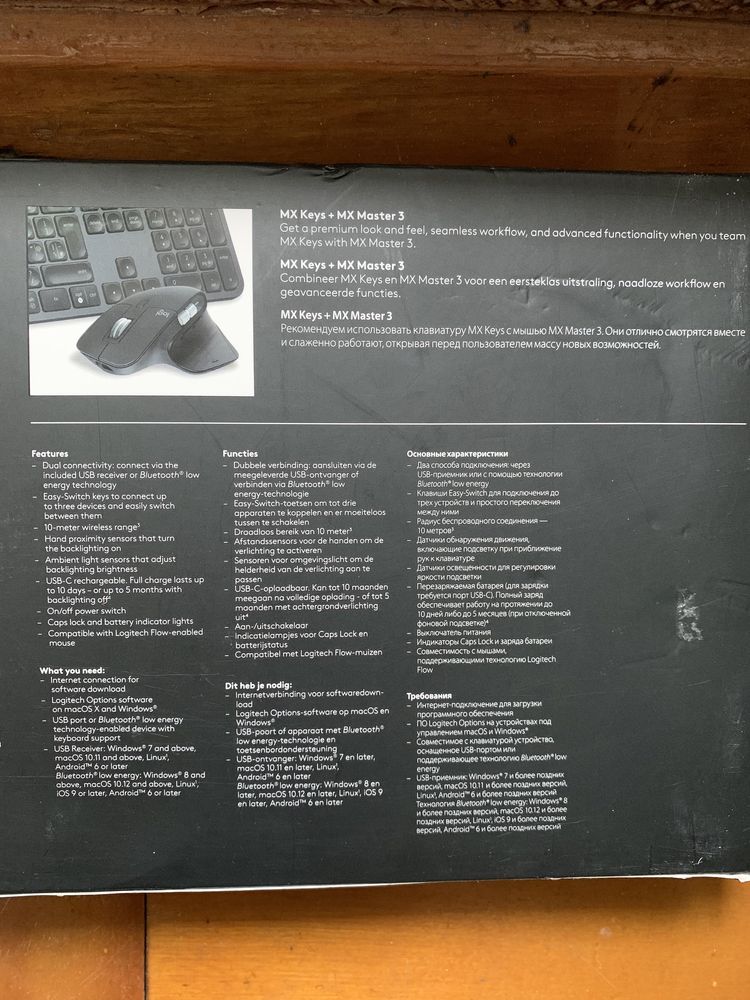 MX Keys + MX Master 3
Get a premium look and feel, seamless workflow, and advanced functionality when you team
MX Keys with MX Master 3.
MX Keys + MX Master 3
Combineer MX Keys en MX Master 3 voor een eersteklas uitstraling, naadloze workflow en
geavanceerde functies.
MX Keys + MX Master 3
Рекомендуем использовать клавиатуру MX Keys с мышью MX Master 3. Они отлично смотрятся вместе
и слаженно работают, открывая перед пользователем массу новых возможностей.
logi
Features
– Dual connectivity: connect via the
included USB receiver or Bluetooth® low
energy technology
– Easy-Switch keys to connect up
to three devices and easily switch
between them
– 10-meter wireless range³
– Hand proximity sensors that turn
the backlighting on
– Ambient light sensors that adjust
backlighting brightness
– USB-C rechargeable. Full charge lasts up
to 10 days – or up to 5 months with
backlighting off⁴
– On/off power switch
– Caps lock and battery indicator lights
– Compatible with Logitech Flow-enabled
mouse
What you need:
– Internet connection for
software download
– Logitech Options software
on macOS X and Windows®
– USB port or Bluetooth® low energy
technology-enabled device with
keyboard support
– USB Receiver: Windows® 7 and above,
macOS 10.11 and above, Linux⁵,
Android™ 6 or later
Bluetooth® low energy: Windows® 8 and
above, macOS 10.12 and above, Linux⁵,
iOS 9 or later, Android™ 6 or later
Functies
– Dubbele verbinding: aansluiten via de
meegeleverde USB-ontvanger of
verbinden via Bluetooth® low
energy-technologie
– Easy-Switch-toetsen om tot drie
apparaten te koppelen en er moeiteloos
tussen te schakelen
– Draadloos bereik van 10 meter³
– Afstandssensors voor de handen om de
verlichting te activeren
– Sensoren voor omgevingslicht om de
helderheid van de verlichting aan te
passen
– USB-C-oplaadbaar. Kan tot 10 maanden
meegaan na volledige oplading - of tot 5
maanden met achtergrondverlichting
uit⁴
– Aan-/uitschakelaar
– Indicatielampjes voor Caps Lock en
batterijstatus
– Compatibel met Logitech Flow-muizen
Dit heb je nodig:
– Internetverbinding voor softwaredown-
load
– Logitech Options-software op macOS en
Windows®
– USB-poort of apparaat met Bluetooth®
low energy-technologie en
toetsenbordondersteuning
– USB-ontvanger: Windows® 7 en later,
macOS 10.11 en later, Linux⁵,
Android™ 6 en later
Bluetooth® low energy: Windows® 8 en
later, macOS 10.12 en later, Linux⁵, iOS 9
en later, Android™ 6 en later
Основные характеристики
– Два способа подключения: через
USB-приемник или с помощью технологии
Bluetooth® low energy
– Клавиши Easy-Switch для подключения до
трех устройств и простого переключения
между ними
– Радиус беспроводного соединения —
10 метров³
– Датчики обнаружения движения,
включающие подсветку при приближение
рук к клавиатуре
– Датчики освещенности для регулировки
яркости подсветки
– Перезаряжаемая батарея (для зарядки
требуется порт USB-C). Полный заряд
обеспечивает работу на протяжении до
10 дней либо до 5 месяцев (при отключенной
фоновой подсветке)⁴
– Выключатель питания
– Индикаторы Caps Lock и заряда батареи
– Совместимость с мышами,
поддерживающими технологию Logitech
Flow
Требования
– Интернет-подключение для загрузки
программного обеспечения
– ПО Logitech Options на устройствах под
управлением macOS и Windows®
– Совместимое с клавиатурой устройство,
оснащенное USB-портом или
поддерживающее технологию Bluetooth® low
energy
– USB-приемник: Windows® 7 и более поздних
версий, macOS 10.11 и более поздних версий
Linux⁵, Android™ 6 и более поздних версий
Технология Bluetooth® low energy: Windows® 8
и более поздних версий, macOS 10.12 и более
поздних версий, Linux⁵, iOS 9 и более поздних
версий, Android™ 6 и более поздних версий